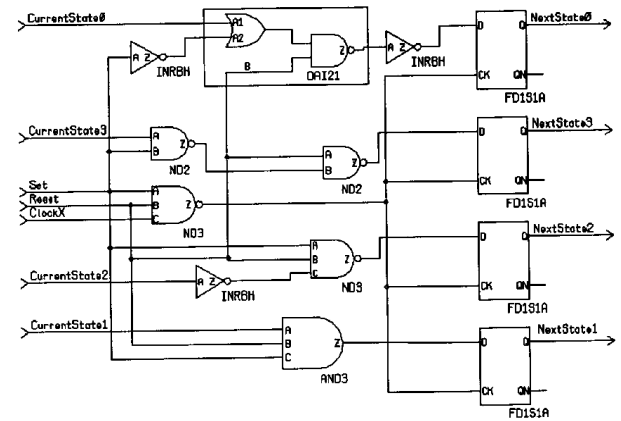 CurrentState0
A1
A2
NextState0
D
Q
A Z
INRBH
B
Z
OAI21
A Z
INRBH
CK
QN
FD1S1A
CurrentState3
A
B
Z
ND2
A
B
Z
ND2
NextState3
D
Q
CK
QN
FD1S1A
Set
Reset
ClockX
A
B
C
Z
ND3
NextState2
D
Q
A
B
C
Z
ND3
CurrentState2
A Z
INRBH
CK
QN
FD1S1A
CurrentState1
A
B
C
Z
AND3
NextState1
D
Q
CK
QN
FD1S1A